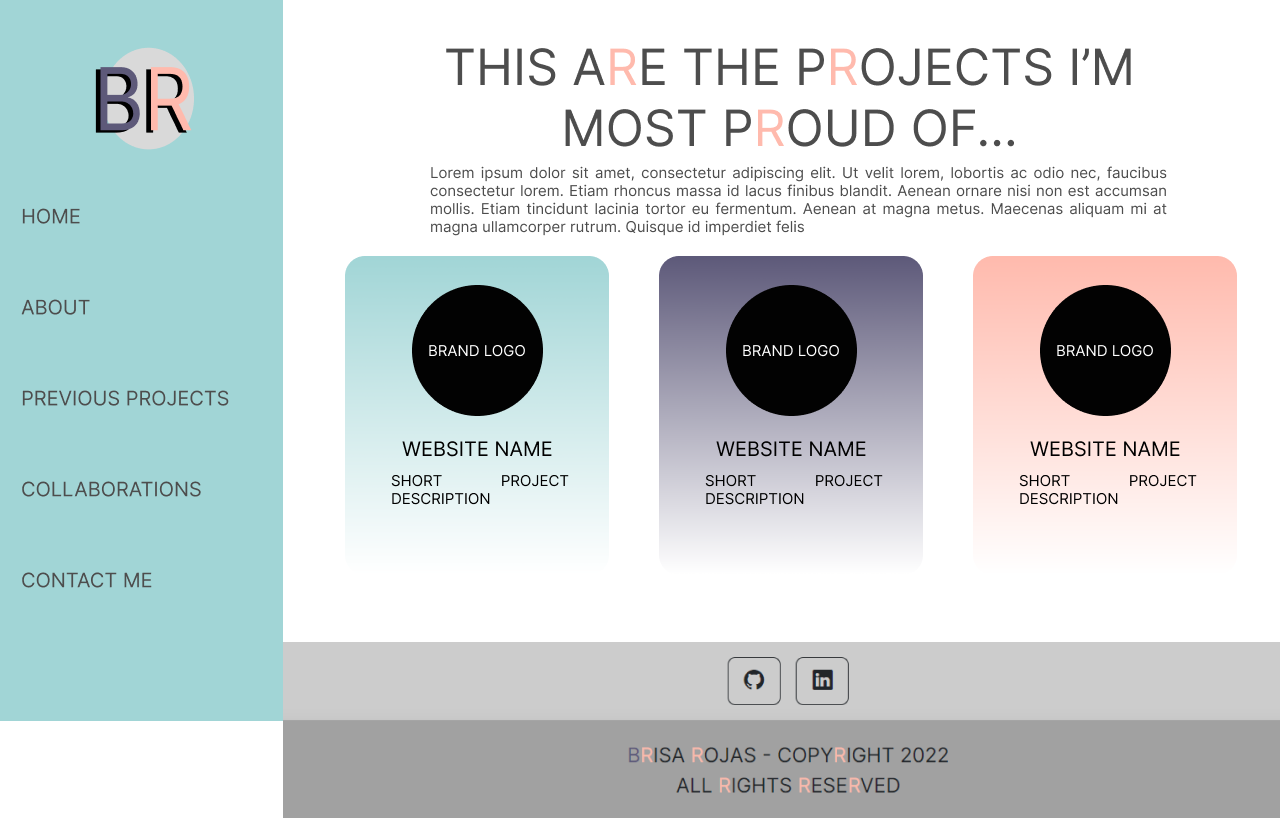 BR
HOME
ABOUT
PREVIOUS PROJECTS
COLLABORATIONS
CONTACT ME
THIS ARE THE PROJECTS I’M
MOST PROUD OF...
Lorem ipsum dolor sit amet, consectetur adipiscing elit. Ut velit lorem, lobortis ac odio nec, faucibus
consectetur lorem. Etiam rhoncus massa id lacus finibus blandit. Aenean ornare nisi non est accumsan
mollis. Etiam tincidunt lacinia tortor eu fermentum. Aenean at magna metus. Maecenas aliquam mi at
magna ullamcorper rutrum. Quisque id imperdiet felis
BRAND LOGO
WEBSITE NAME
SHORT PROJECT
DESCRIPTION
BRAND LOGO
WEBSITE NAME
SHORT PROJECT
DESCRIPTION
BRAND LOGO
WEBSITE NAME
SHORT PROJECT
DESCRIPTION
in
BRISA ROJAS - COPYRIGHT 2022
ALL RIGHTS RESERVED